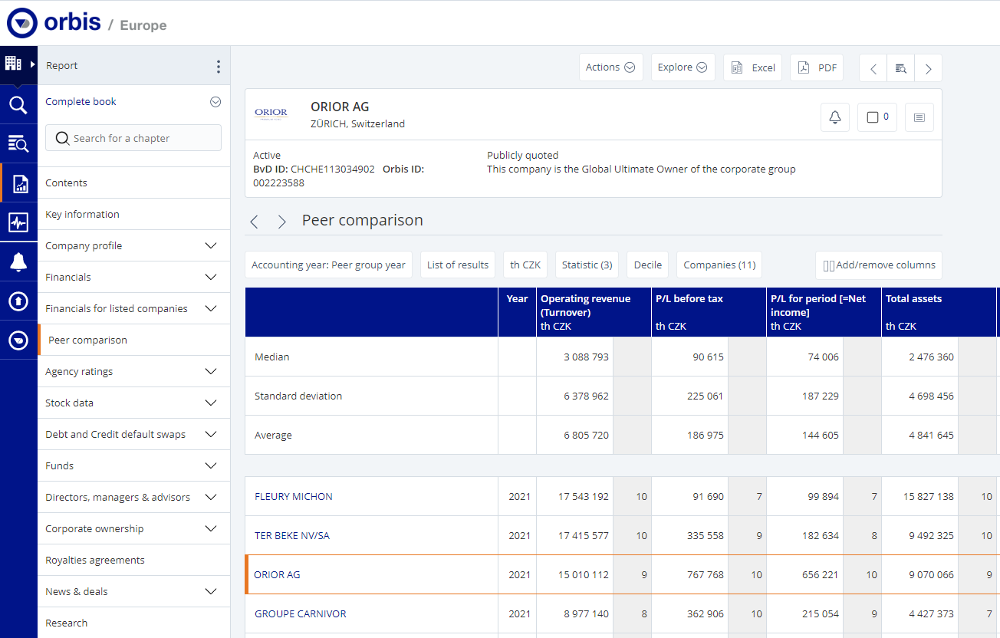 orbis / Europe
Report
Complete book
Search for a chapter
Contents
Key information
Company profile
Financials
Financials for listed companies
Peer comparison
Agency ratings
Stock data
Debt and Credit default swaps
Funds
Directors, managers & advisors
Corporate ownership
Royalties agreements
News & deals
Research
Actions Explore Excel PDF
ORIOR
ORIOR AG
ZÜRICH, Switzerland
0
Active
BvD ID: CHCHE113034902 Orbis ID:
002223588
Publicly quoted
This company is the Global Ultimate Owner of the corporate group
Peer comparison
Accounting year: Peer group year List of results th CZK Statistic (3) Decile Companies (11) Add/remove columns
Year Operating revenue (Turnover) th CZK P/L before tax th CZK P/L for period [=Net income] th CZK Total assets th CZK
Median 3 088 793 90 615 74 006 2 476 360
Standard deviation 6 378 962 225 061 187 229 4 698 456
Average 6 805 720 186 975 144 605 4 841 645
FLEURY MICHON 2021 17 543 192 10 91 690 7 99 894 7 15 827 138 10
TER BEKE NV/SA 2021 17 415 577 10 335 558 9 182 634 8 9 492 325 10
ORIOR AG 2021 15 010 112 9 767 768 10 656 221 10 9 070 066 9
GROUPE CARNIVOR 2021 8 977 140 8 362 906 10 215 054 9 4 427 373 7